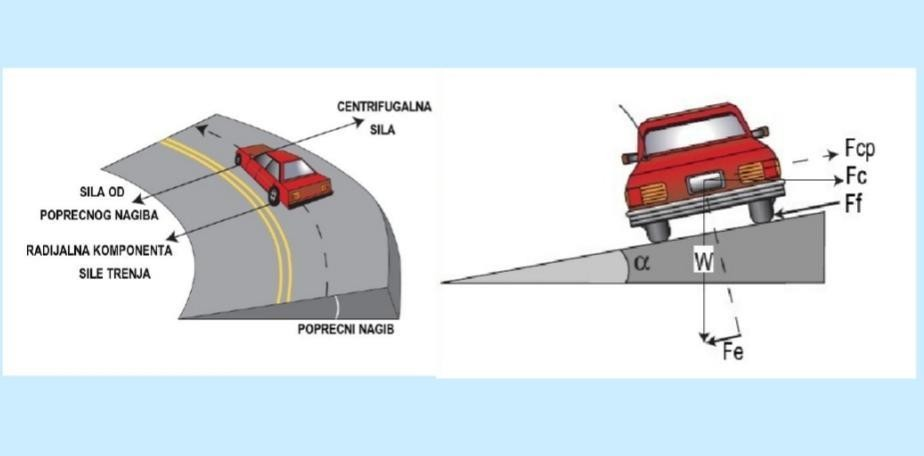 CENTRIFUGALNA
SILA
SILA OD
POPRECNOG NAGIBA
RADIJALNA KOMPONENTA
SILE TRENJA
POPRECNI NAGIB
Fcp
Fc
Ff
α
W
Fe